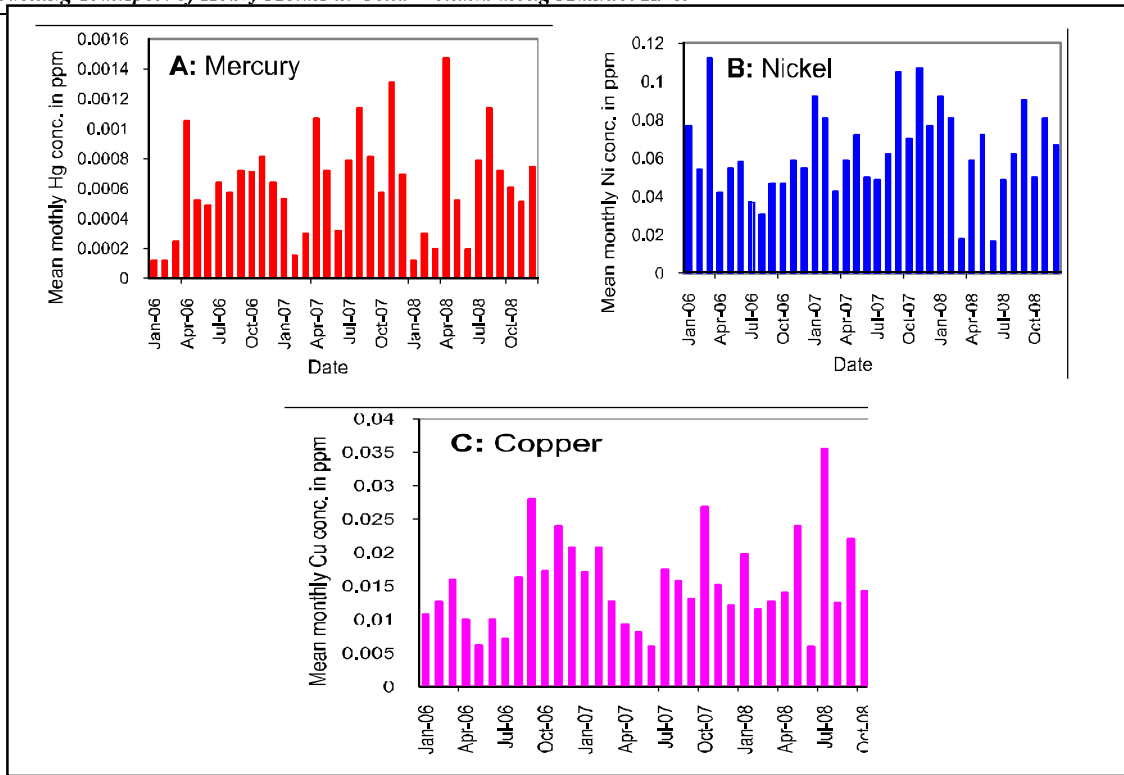 A: Mercury
Mean mothly Hg conc. in ppm
0.0016
0.0014
0.0012
0.001
0.0008
0.0006
0.0004
0.0002
0
Jan-06
Apr-06
Jul-06
Oct-06
Jan-07
Apr-07
Jul-07
Oct-07
Jan-08
Apr-08
Jul-08
Oct-08
Date
B: Nickel
Mean monthly Ni conc. in ppm
0.12
0.1
0.08
0.06
0.04
0.02
0
Jan-06
Apr-06
Jul-06
Oct-06
Jan-07
Apr-07
Jul-07
Oct-07
Jan-08
Apr-08
Jul-08
Oct-08
Date
C: Copper
Mean monthly Cu conc. in ppm
0.04
0.035
0.03
0.025
0.02
0.015
0.01
0.005
0
Jan-06
Apr-06
Jul-06
Oct-06
Jan-07
Apr-07
Jul-07
Oct-07
Jan-08
Apr-08
Jul-08
Oct-08